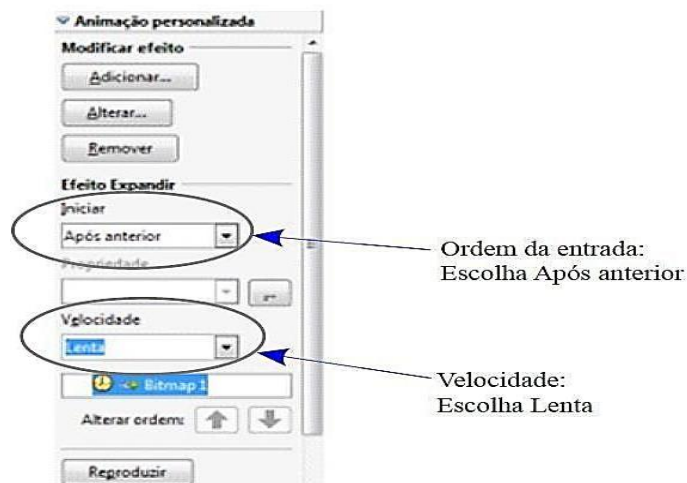 Animação personalizada
Modificar efeito
Adicionar...
Alterar...
Remover
Efeito Expandir
Iniciar
Após anterior
Propriedade
Velocidade
Lenta
Bitmap 1
Alterar ordem:
Reproduzir
Ordem da entrada:
Escolha Após anterior
Velocidade:
Escolha Lenta